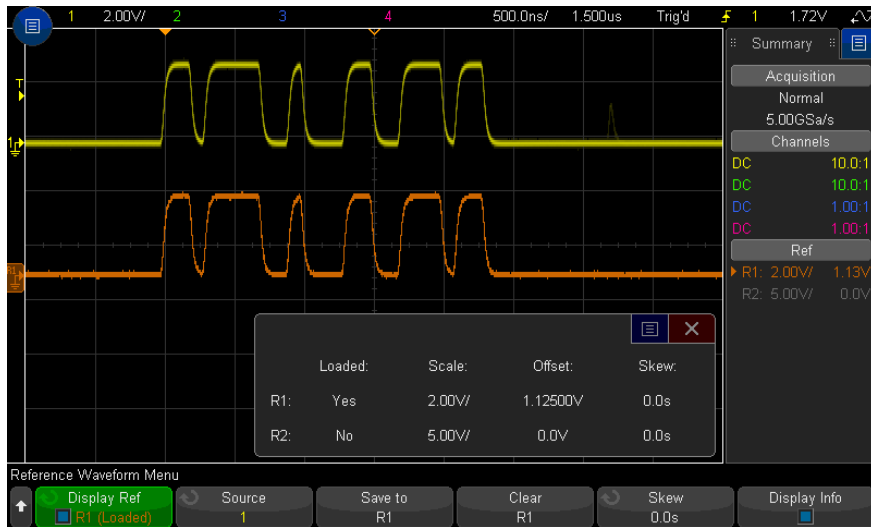 1 2.00V/ 2 3 4 500.0ns/ 1.500us Trig'd 1 1.72V
Summary
T
Acquisition
Normal
5.00GSa/s
1
Channels
DC 10.0:1
DC 10.0:1
DC 1.00:1
DC 1.00:1
Ref
R1
R1: 2.00V/ 1.13V
R2: 5.00V/ 0.0V
Loaded: Scale: Offset: Skew:
R1: Yes 2.00V/ 1.12500V 0.0s
R2: No 5.00V/ 0.0V 0.0s
Reference Waveform Menu
Display Ref Source Save to Clear Skew Display Info
R1 (Loaded) 1 R1 R1 0.0s